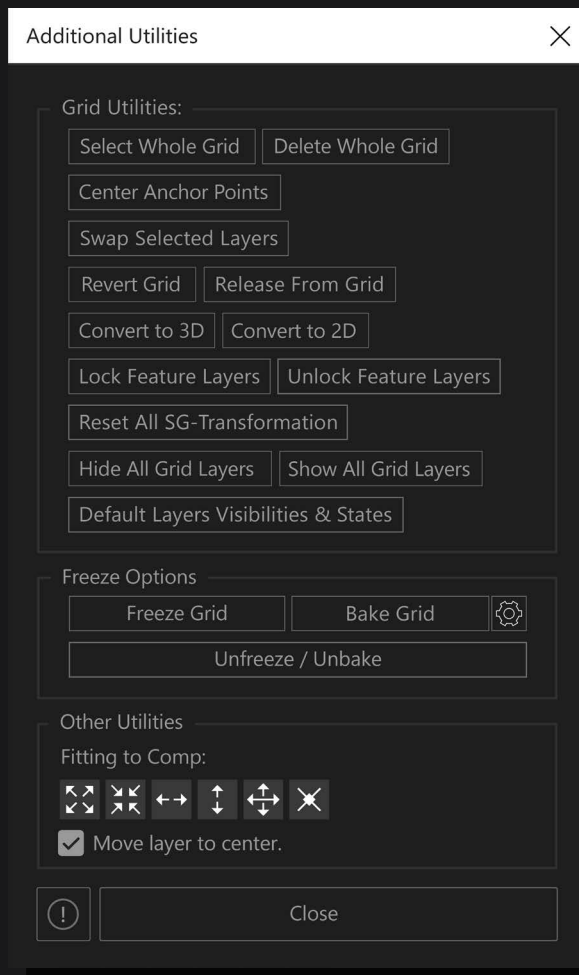 Additional Utilities
Grid Utilities:
Select Whole Grid Delete Whole Grid
Center Anchor Points
Swap Selected Layers
Revert Grid Release From Grid
Convert to 3D Convert to 2D
Lock Feature Layers Unlock Feature Layers
Reset All SG-Transformation
Hide All Grid Layers Show All Grid Layers
Default Layers Visibilities & States
Freeze Options
Freeze Grid Bake Grid
Unfreeze / Unbake
Other Utilities
Fitting to Comp:
Move layer to center.
Close